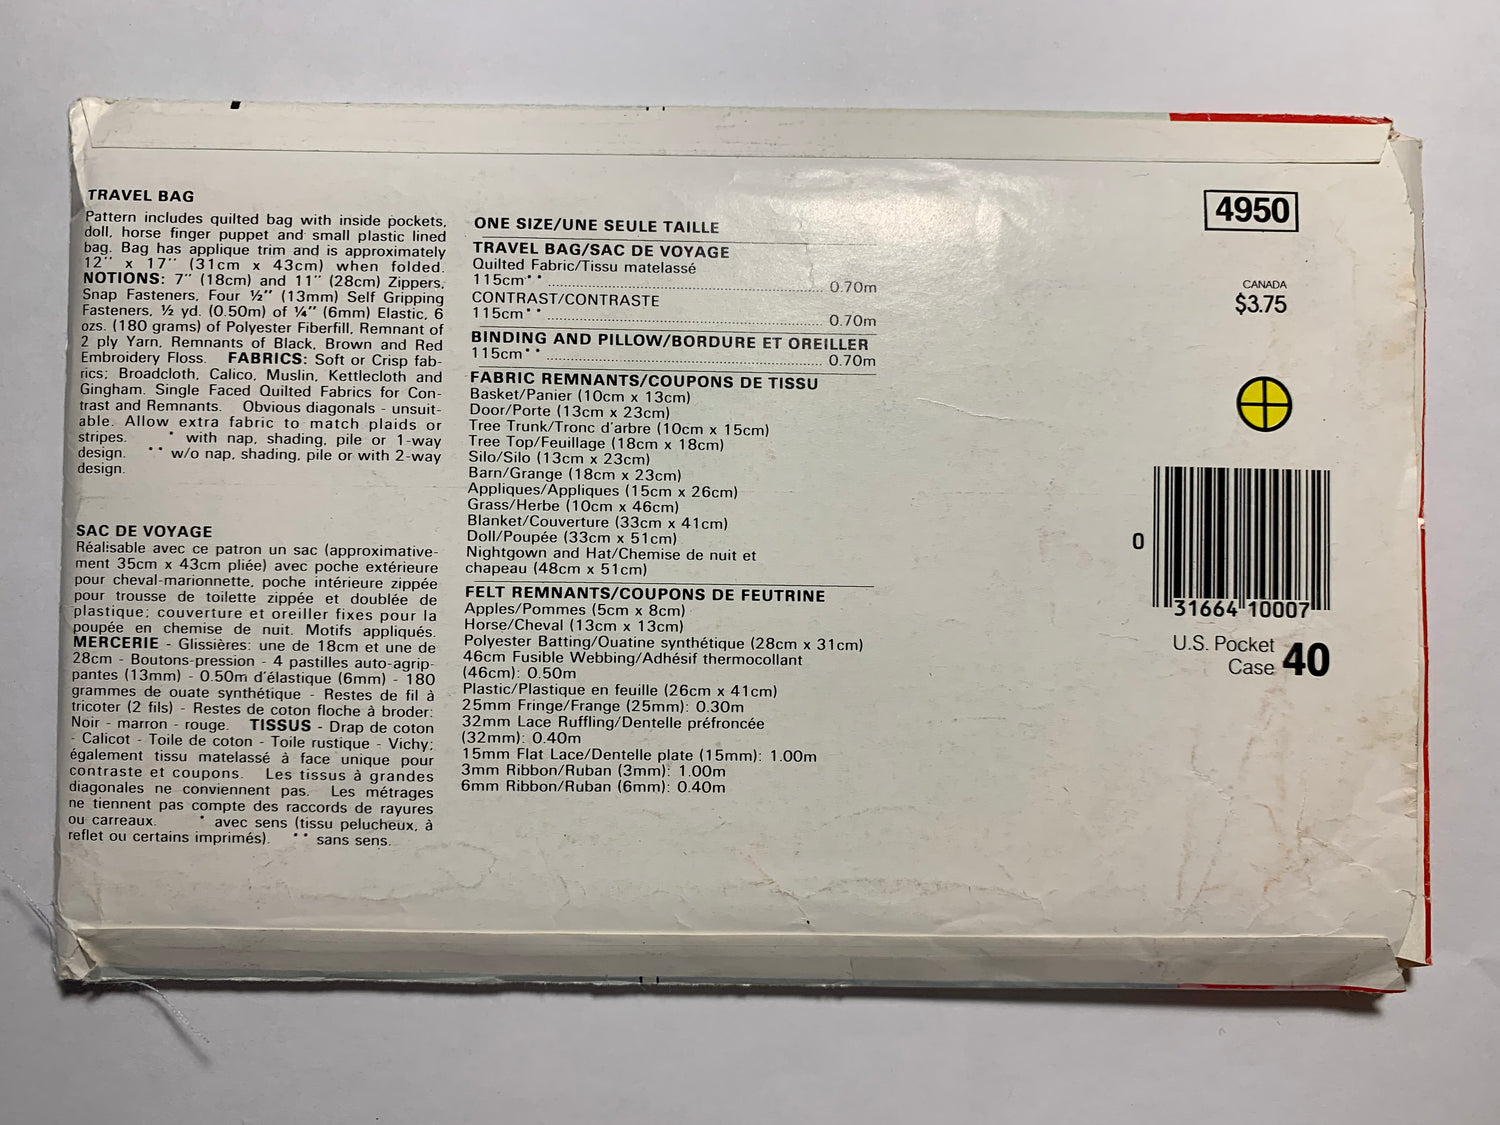 TRAVEL BAG
Pattern includes quilted bag with inside pockets,
doll, horse finger puppet and small plastic lined
bag. Bag has applique trim and is approximately
12" x 17" (31cm x 43cm) when folded.
NOTIONS: 7" (18cm) and 11" (28cm) Zippers,
Snap Fasteners, Four ½" (13mm) Self Gripping
Fasteners, ½ yd. (0.50m) of ¼" (6mm) Elastic, 6
ozs. (180 grams) of Polyester Fiberfill, Remnant of
2 ply Yarn, Remnants of Black, Brown and Red
Embroidery Floss. FABRICS: Soft or Crisp fab-
rics; Broadcloth, Calico, Muslin, Kettlecloth and
Gingham. Single Faced Quilted Fabrics for Con-
trast and Remnants. Obvious diagonals - unsuit-
able. Allow extra fabric to match plaids or
stripes. * with nap, shading, pile or 1-way
design. ** w/o nap, shading, pile or with 2-way
design.
SAC DE VOYAGE
Réalisable avec ce patron un sac (approximative-
ment 35cm x 43cm pliée) avec poche extérieure
pour cheval-marionnette, poche intérieure zippée
pour trousse de toilette zippée et doublée de
plastique; couverture et oreiller fixes pour la
poupée en chemise de nuit. Motifs appliqués.
MERCERIE - Glissières: une de 18cm et une de
28cm - Boutons-pression - 4 pastilles auto-agrip-
pantes (13mm) - 0.50m d'élastique (6mm) - 180
grammes de ouate synthétique - Restes de fil à
tricoter (2 fils) - Restes de coton floche à broder:
Noir - marron - rouge. TISSUS - Drap de coton
- Calicot - Toile de coton - Toile rustique - Vichy;
également tissu matelassé à face unique pour
contraste et coupons. Les tissus à grandes
diagonales ne conviennent pas. Les métrages
ne tiennent pas compte des raccords de rayures
ou carreaux. * avec sens (tissu pelucheux, à
reflet ou certains imprimés). ** sans sens.
ONE SIZE/UNE SEULE TAILLE
TRAVEL BAG/SAC DE VOYAGE
Quilted Fabric/Tissu matelassé
115cm** ........ 0.70m
CONTRAST/CONTRASTE
115cm** ........ 0.70m
BINDING AND PILLOW/BORDURE ET OREILLER
115cm** ........ 0.70m
FABRIC REMNANTS/COUPONS DE TISSU
Basket/Panier (10cm x 13cm)
Door/Porte (13cm x 23cm)
Tree Trunk/Tronc d'arbre (10cm x 15cm)
Tree Top/Feuillage (18cm x 18cm)
Silo/Silo (13cm x 23cm)
Barn/Grange (18cm x 23cm)
Appliques/Appliques (15cm x 26cm)
Grass/Herbe (10cm x 46cm)
Blanket/Couverture (33cm x 41cm)
Doll/Poupée (33cm x 51cm)
Nightgown and Hat/Chemise de nuit et
chapeau (48cm x 51cm)
FELT REMNANTS/COUPONS DE FEUTRINE
Apples/Pommes (5cm x 8cm)
Horse/Cheval (13cm x 13cm)
Polyester Batting/Ouatine synthétique (28cm x 31cm)
46cm Fusible Webbing/Adhésif thermocollant
(46cm): 0.50m
Plastic/Plastique en feuille (26cm x 41cm)
25mm Fringe/Frange (25mm): 0.30m
32mm Lace Ruffling/Dentelle préfroncée
(32mm): 0.40m
15mm Flat Lace/Dentelle plate (15mm): 1.00m
3mm Ribbon/Ruban (3mm): 1.00m
6mm Ribbon/Ruban (6mm): 0.40m
4950
CANADA
$3.75
0 31664 10007
U.S. Pocket
Case 40